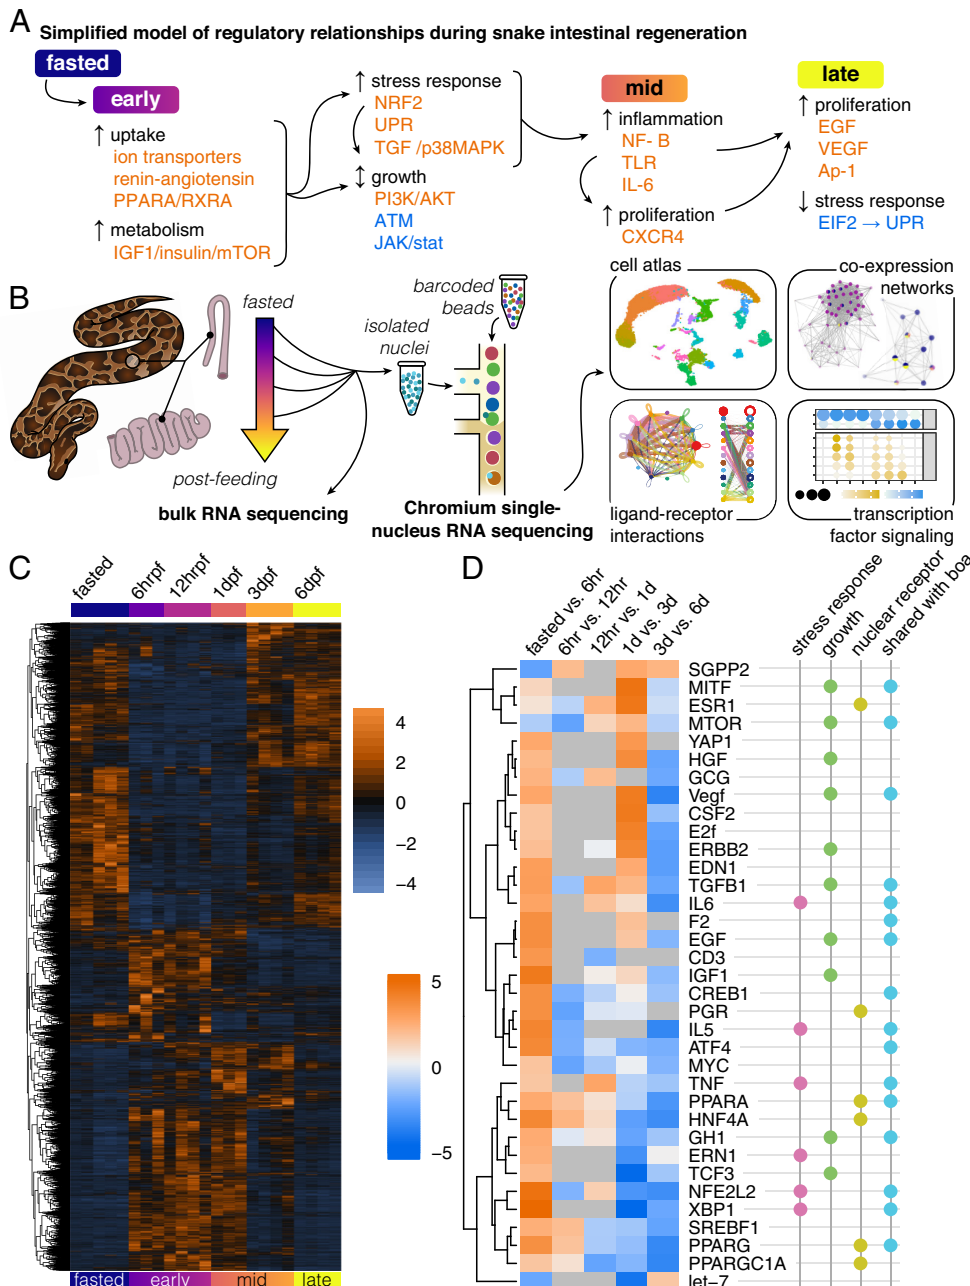 A Simplified model of regulatory relationships during snake intestinal regeneration
fasted
early
↑ uptake
ion transporters
renin-angiotensin
PPARA/RXRA
↑ metabolism
IGF1/insulin/mTOR
↑ stress response
NRF2
UPR
TGF /p38MAPK
↕ growth
PI3K/AKT
ATM
JAK/stat
mid
↑ inflammation
NF- B
TLR
IL-6
↑ proliferation
CXCR4
late
↑ proliferation
EGF
VEGF
Ap-1
↓ stress response
EIF2 → UPR
B
fasted
post-feeding
bulk RNA sequencing
isolated
nuclei
barcoded
beads
Chromium single-
nucleus RNA sequencing
cell atlas
co-expression
networks
ligand-receptor
interactions
transcription
factor signaling
C
fasted
6hrpf
12hrpf
1dpf
3dpf
6dpf
4
2
0
−2
−4
fasted
early
mid
late
5
0
−5
D
fasted vs. 6hr
6hr vs. 12hr
12hr vs. 1d
1d vs. 3d
3d vs. 6d
stress response
growth
nuclear receptor
shared with boa
SGPP2
MITF
ESR1
MTOR
YAP1
HGF
GCG
Vegf
CSF2
E2f
ERBB2
EDN1
TGFB1
IL6
F2
EGF
CD3
IGF1
CREB1
PGR
IL5
ATF4
MYC
TNF
PPARA
HNF4A
GH1
ERN1
TCF3
NFE2L2
XBP1
SREBF1
PPARG
PPARGC1A
let−7